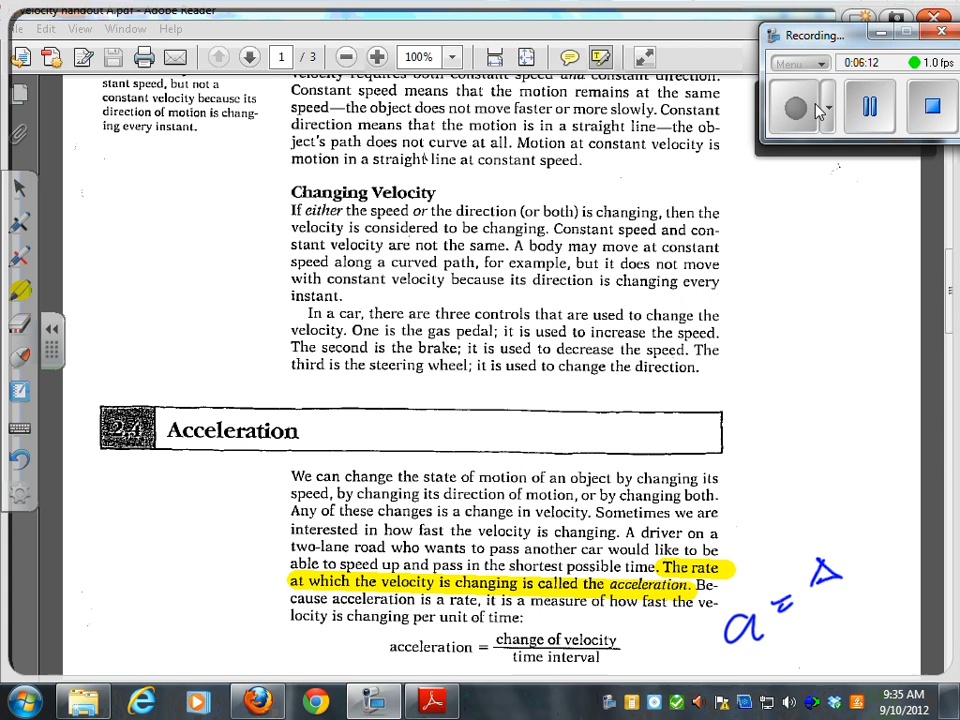 velocity handout A.pdf - Adobe Reader
File Edit View Window Help
1 / 3 100%
Recording...
Menu 0:06:12 1.0 fps
stant speed, but not a
constant velocity because its
direction of motion is chang-
ing every instant.
velocity requires both constant speed and constant direction.
Constant speed means that the motion remains at the same
speed—the object does not move faster or more slowly. Constant
direction means that the motion is in a straight line—the ob-
ject's path does not curve at all. Motion at constant velocity is
motion in a straight line at constant speed.
Changing Velocity
If either the speed or the direction (or both) is changing, then the
velocity is considered to be changing. Constant speed and con-
stant velocity are not the same. A body may move at constant
speed along a curved path, for example, but it does not move
with constant velocity because its direction is changing every
instant.
In a car, there are three controls that are used to change the
velocity. One is the gas pedal; it is used to increase the speed.
The second is the brake; it is used to decrease the speed. The
third is the steering wheel; it is used to change the direction.
2.4 Acceleration
We can change the state of motion of an object by changing its
speed, by changing its direction of motion, or by changing both.
Any of these changes is a change in velocity. Sometimes we are
interested in how fast the velocity is changing. A driver on a
two-lane road who wants to pass another car would like to be
able to speed up and pass in the shortest possible time. The rate
at which the velocity is changing is called the acceleration. Be-
cause acceleration is a rate, it is a measure of how fast the ve-
locity is changing per unit of time:
a = Δ
acceleration = change of velocity
time interval
9:35 AM
9/10/2012